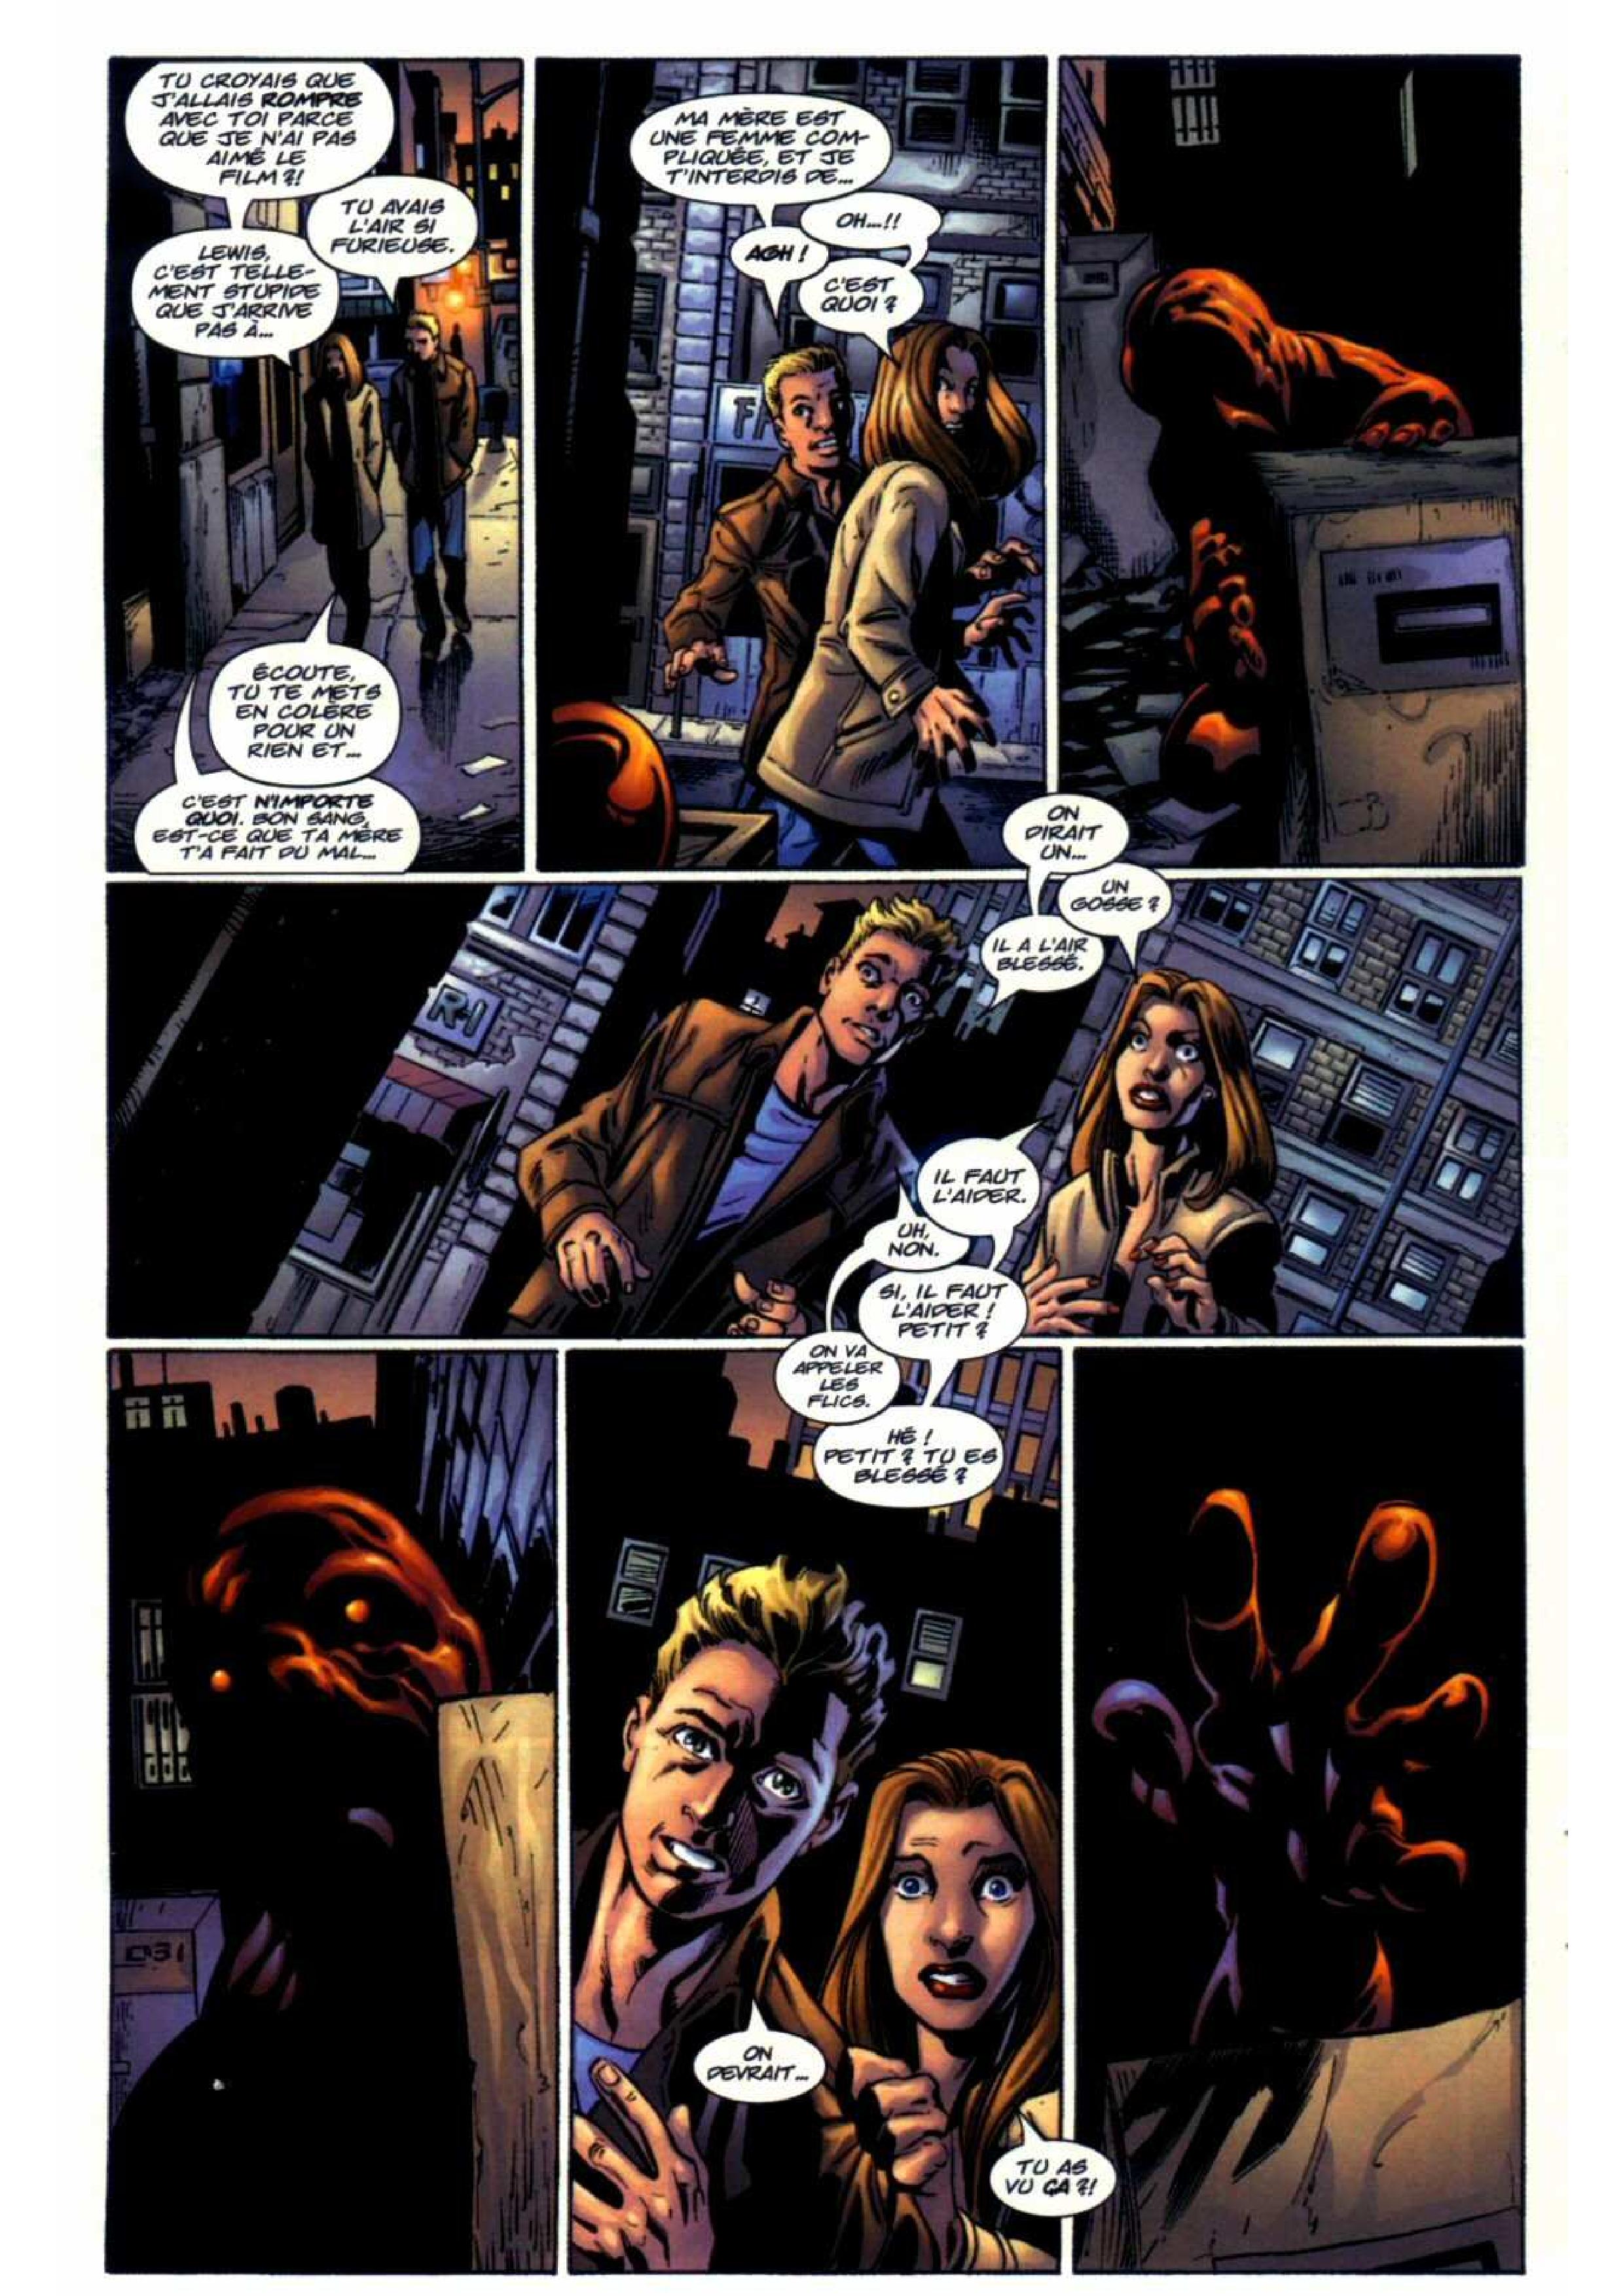 TU CROYAIS QUE
J'ALLAIS ROMPRE
AVEC TOI PARCE
QUE JE N'AI PAS
AIMÉ LE
FILM ?!
TU AVAIS
L'AIR SI
FURIEUSE.
LEWIS,
C'EST TELLE-
MENT STUPIDE
QUE J'ARRIVE
PAS À...
ÉCOUTE,
TU TE METS
EN COLÈRE
POUR UN
RIEN ET...
C'EST N'IMPORTE
QUOI. BON SANG,
EST-CE QUE TA MÈRE
T'A FAIT DU MAL...
MA MÈRE EST
UNE FEMME COM-
PLIQUÉE, ET JE
T'INTERDIS DE...
OH...!!
AGH !
C'EST
QUOI ?
FA
ON
DIRAIT
UN...
UN
GOSSE ?
IL A L'AIR
BLESSÉ.
R-I
IL FAUT
L'AIDER.
UH,
NON.
SI, IL FAUT
L'AIDER !
PETIT ?
ON VA
APPELER
LES
FLICS.
HÉ !
PETIT ? TU ES
BLESSÉ ?
D31
ON
DEVRAIT...
TU AS
VU ÇA ?!